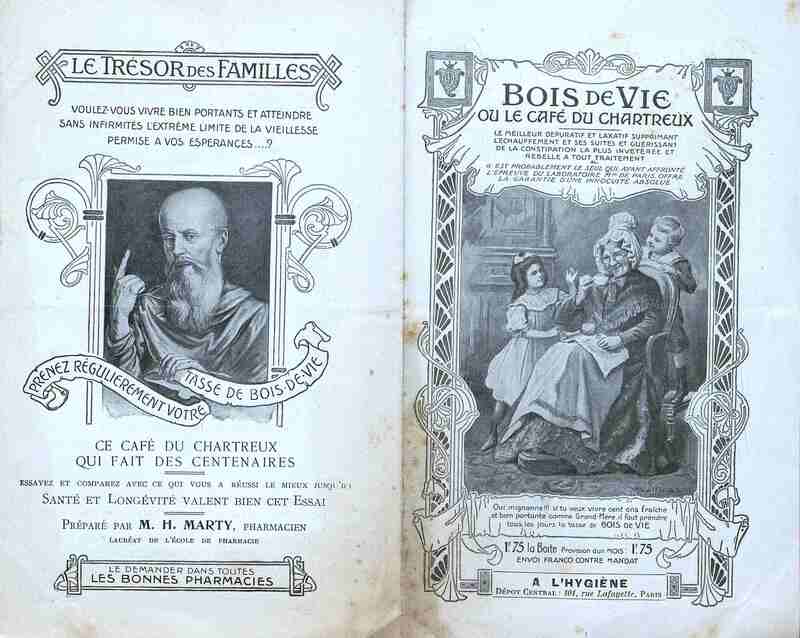 LE TRÉSOR DES FAMILLES
VOULEZ-VOUS VIVRE BIEN PORTANTS ET ATTEINDRE
SANS INFIRMITÉS L'EXTRÊME LIMITE DE LA VIEILLESSE
PERMISE A VOS ESPERANCES....?
PRENEZ RÉGULIEREMENT VOTRE
TASSE DE BOIS-DE-VIE
CE CAFÉ DU CHARTREUX
QUI FAIT DES CENTENAIRES
ESSAYEZ ET COMPAREZ AVEC CE QUI VOUS A RÉUSSI LE MIEUX JUSQU'ICI
SANTÉ ET LONGÉVITÉ VALENT BIEN CET ESSAI
PRÉPARÉ PAR M. H. MARTY, PHARMACIEN
LAURÉAT DE L'ÉCOLE DE PHARMACIE
LE DEMANDER DANS TOUTES
LES BONNES PHARMACIES
BOIS DE VIE
OU LE CAFÉ DU CHARTREUX
LE MEILLEUR DEPURATIF ET LAXATIF SUPPRIMANT
L'ÉCHAUFFEMENT ET SES SUITES ET GUÉRISSANT
DE LA CONSTIPATION LA PLUS INVETÉRÉE ET
REBELLE A TOUT TRAITEMENT
IL EST PROBABLEMENT LE SEUL QUI AYANT AFFRONTÉ
L'ÉPREUVE DU LABORATOIRE Mpal DE PARIS, OFFRE
LA GARANTIE D'UNE INNOCUITÉ ABSOLUE
Oui mignonne!!! si tu veux vivre cent ans fraîche
et bien portante comme Grand-Mère, il faut prendre
tous les jours la tasse de BOIS DE VIE
1f.75 la Boite Provision d'un MOIS: 1f.75
ENVOI FRANCO CONTRE MANDAT
A L'HYGIÈNE
DÉPOT CENTRAL: 101, rue Lafayette, PARIS